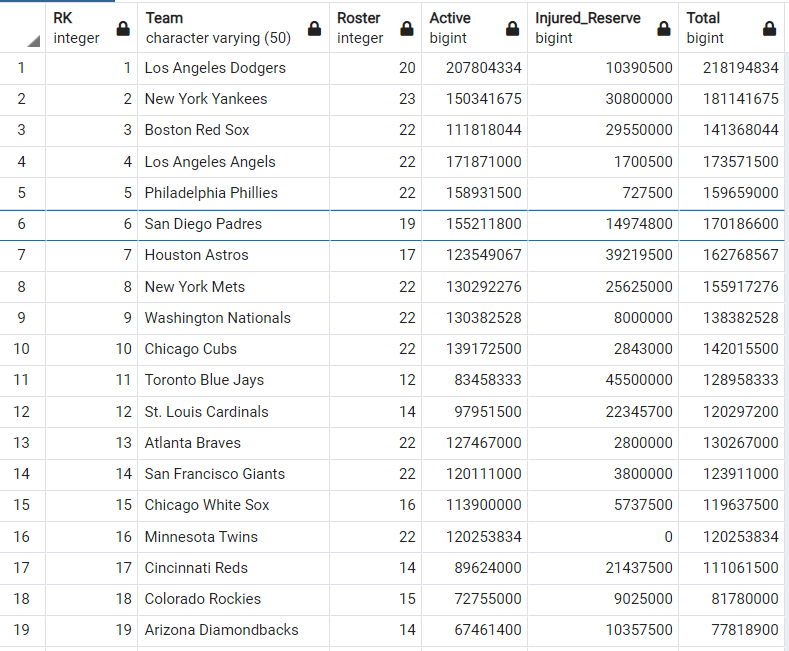 RK Team Roster Active Injured_Reserve Total
integer character varying (50) integer bigint bigint bigint
1 1 Los Angeles Dodgers 20 207804334 10390500 218194834
2 2 New York Yankees 23 150341675 30800000 181141675
3 3 Boston Red Sox 22 111818044 29550000 141368044
4 4 Los Angeles Angels 22 171871000 1700500 173571500
5 5 Philadelphia Phillies 22 158931500 727500 159659000
6 6 San Diego Padres 19 155211800 14974800 170186600
7 7 Houston Astros 17 123549067 39219500 162768567
8 8 New York Mets 22 130292276 25625000 155917276
9 9 Washington Nationals 22 130382528 8000000 138382528
10 10 Chicago Cubs 22 139172500 2843000 142015500
11 11 Toronto Blue Jays 12 83458333 45500000 128958333
12 12 St. Louis Cardinals 14 97951500 22345700 120297200
13 13 Atlanta Braves 22 127467000 2800000 130267000
14 14 San Francisco Giants 22 120111000 3800000 123911000
15 15 Chicago White Sox 16 113900000 5737500 119637500
16 16 Minnesota Twins 22 120253834 0 120253834
17 17 Cincinnati Reds 14 89624000 21437500 111061500
18 18 Colorado Rockies 15 72755000 9025000 81780000
19 19 Arizona Diamondbacks 14 67461400 10357500 77818900